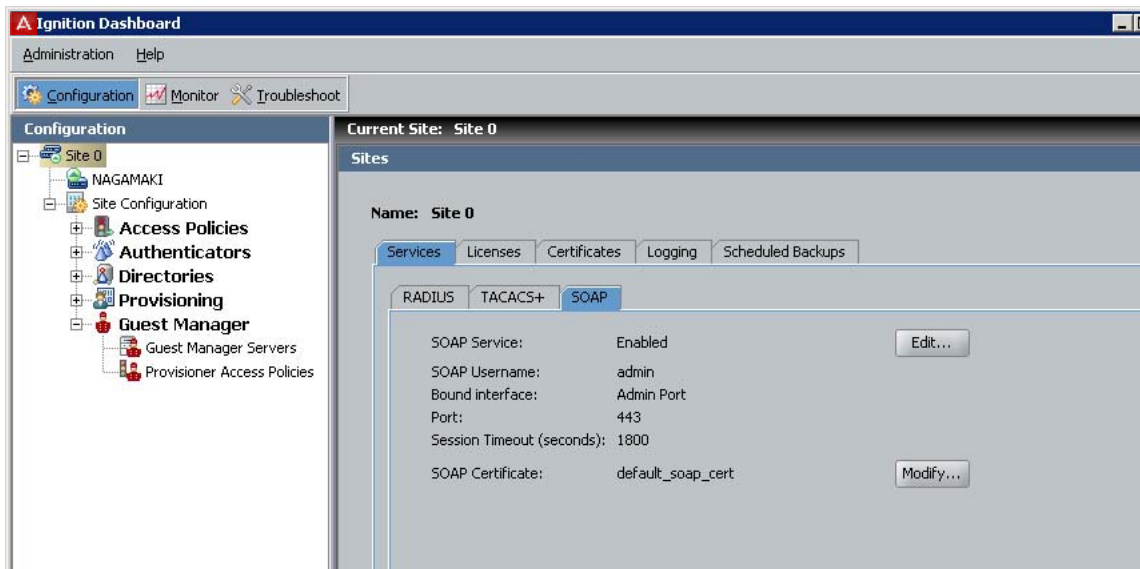 Ignition Dashboard
Administration Help
Configuration Monitor Troubleshoot
Configuration
Current Site: Site 0
Site 0
NAGAMAKI
Site Configuration
Access Policies
Authenticators
Directories
Provisioning
Guest Manager
Guest Manager Servers
Provisioner Access Policies
Sites
Name: Site 0
Services Licenses Certificates Logging Scheduled Backups
RADIUS TACACS+ SOAP
SOAP Service: Enabled Edit...
SOAP Username: admin
Bound interface: Admin Port
Port: 443
Session Timeout (seconds): 1800
SOAP Certificate: default_soap_cert Modify...